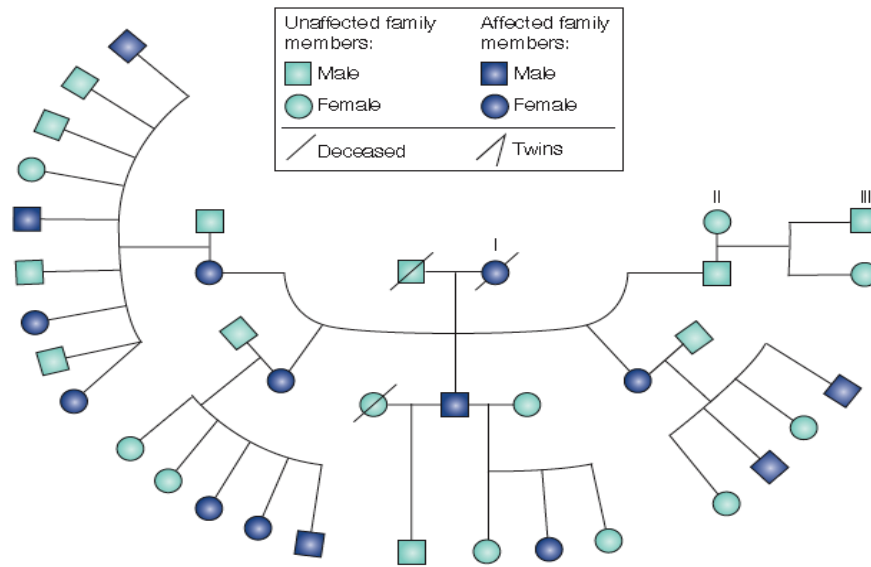 Unaffected family
members:
Affected family
members:
Male
Male
Female
Female
Deceased
Twins
I
II
III